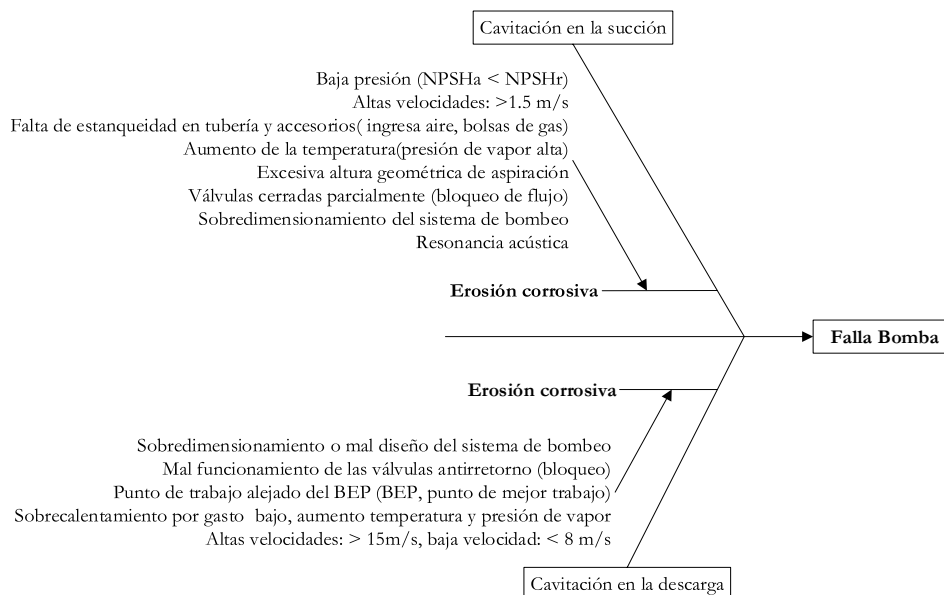 Cavitación en la succión
Baja presión (NPSHa < NPSHr)
Altas velocidades: >1.5 m/s
Falta de estanqueidad en tubería y accesorios( ingresa aire, bolsas de gas)
Aumento de la temperatura(presión de vapor alta)
Excesiva altura geométrica de aspiración
Válvulas cerradas parcialmente (bloqueo de flujo)
Sobredimensionamiento del sistema de bombeo
Resonancia acústica
Erosión corrosiva
Falla Bomba
Erosión corrosiva
Sobredimensionamiento o mal diseño del sistema de bombeo
Mal funcionamiento de las válvulas antirretorno (bloqueo)
Punto de trabajo alejado del BEP (BEP, punto de mejor trabajo)
Sobrecalentamiento por gasto bajo, aumento temperatura y presión de vapor
Altas velocidades: > 15m/s, baja velocidad: < 8 m/s
Cavitación en la descarga